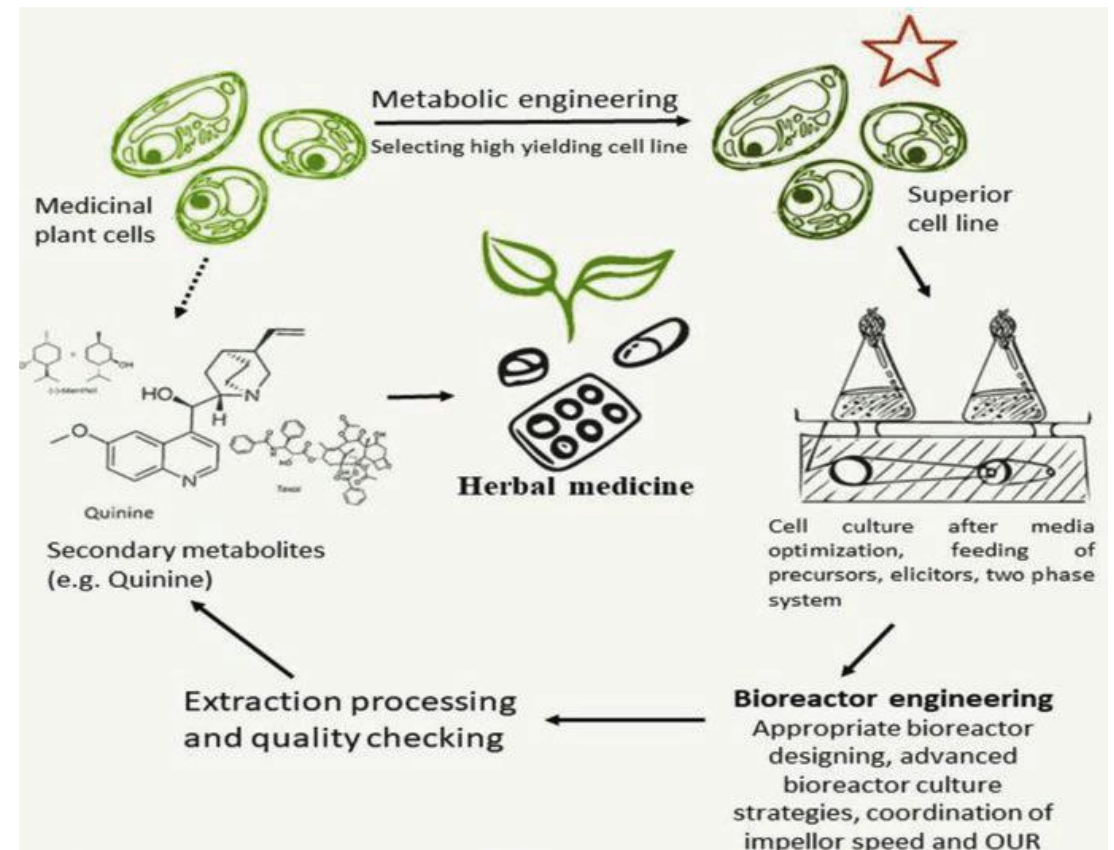 Metabolic engineering
Selecting high yielding cell line
Medicinal
plant cells
Superior
cell line
(-)-Menthol
OH
HO
N
H
O
N
Quinine
Taxol
Secondary metabolites
(e.g. Quinine)
Herbal medicine
Cell culture after media
optimization, feeding of
precursors, elicitors, two phase
system
Bioreactor engineering
Appropriate bioreactor
designing, advanced
bioreactor culture
strategies, coordination of
impellor speed and OUR
Extraction processing
and quality checking